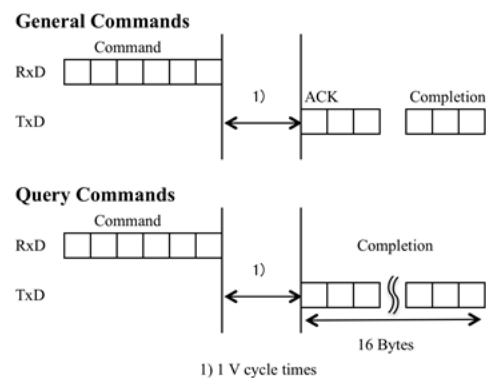 General Commands
Command
RxD
1)
ACK
Completion
TxD
Query Commands
Command
RxD
Completion
1)
TxD
16 Bytes
1) 1 V cycle times